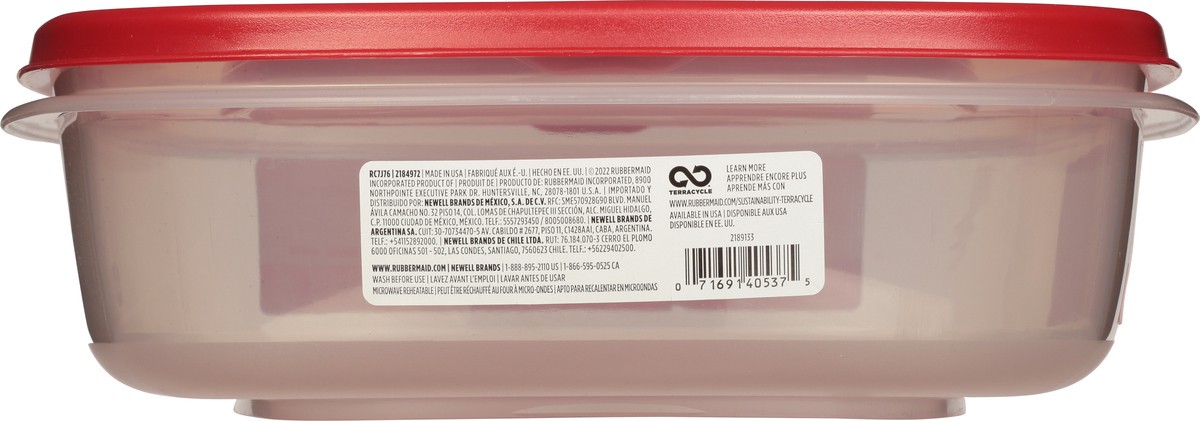 RC7J76 | 2184972 | MADE IN USA | FABRIQUÉ AUX É.-U. | HECHO EN EE. UU. | © 2022 RUBBERMAID
INCORPORATED PRODUCT OF | PRODUIT DE | PRODUCTO DE: RUBBERMAID INCORPORATED, 8900
NORTHPOINTE EXECUTIVE PARK DR. HUNTERSVILLE, NC, 28078-1801 U.S.A. | IMPORTADO Y
DISTRIBUIDO POR: NEWELL BRANDS DE MÉXICO, S.A. DE C.V. RFC: SME570928G90 BLVD. MANUEL
ÁVILA CAMACHO NO. 32 PISO 14, COL. LOMAS DE CHAPULTEPEC III SECCIÓN, ALC. MIGUEL HIDALGO,
C.P. 11000 CIUDAD DE MÉXICO, MÉXICO. TEL.: 5557293450 / 8005008680. | NEWELL BRANDS DE
ARGENTINA SA. CUIT: 30-70734470-5 AV. CABILDO # 2677, PISO 11, C1428AAI, CABA, ARGENTINA.
TELF.: +541152892000. | NEWELL BRANDS DE CHILE LTDA. RUT: 76.184.070-3 CERRO EL PLOMO
6000 OFICINAS 501 - 502, LAS CONDES, SANTIAGO, 7560623 CHILE. TELF.: +56229402500.
WWW.RUBBERMAID.COM | NEWELL BRANDS | 1-888-895-2110 US | 1-866-595-0525 CA
WASH BEFORE USE | LAVEZ AVANT L'EMPLOI | LAVAR ANTES DE USAR
MICROWAVE REHEATABLE | PEUT ÊTRE RÉCHAUFFÉ AU FOUR À MICRO-ONDES | APTO PARA RECALENTAR EN MICROONDAS
TERRACYCLE
LEARN MORE
APPRENDRE ENCORE PLUS
APRENDE MÁS CON
WWW.RUBBERMAID.COM/SUSTAINABILITY-TERRACYCLE
AVAILABLE IN USA | DISPONIBLE AUX USA
DISPONIBLE EN EE. UU.
2189133
0 71691 40537 5